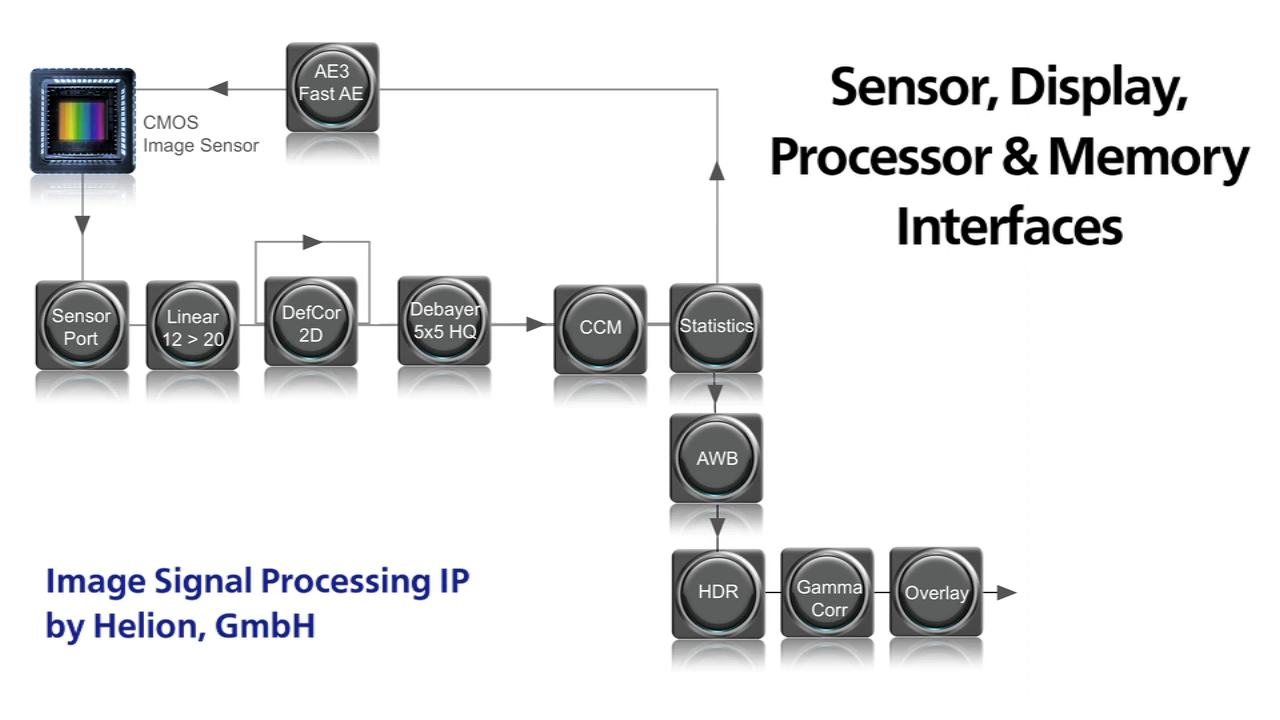 AE3
Fast AE
CMOS
Image Sensor
Sensor, Display,
Processor & Memory
Interfaces
Sensor
Port
Linear
12 > 20
DefCor
2D
Debayer
5x5 HQ
CCM
Statistics
AWB
HDR
Gamma
Corr
Overlay
Image Signal Processing IP
by Helion, GmbH